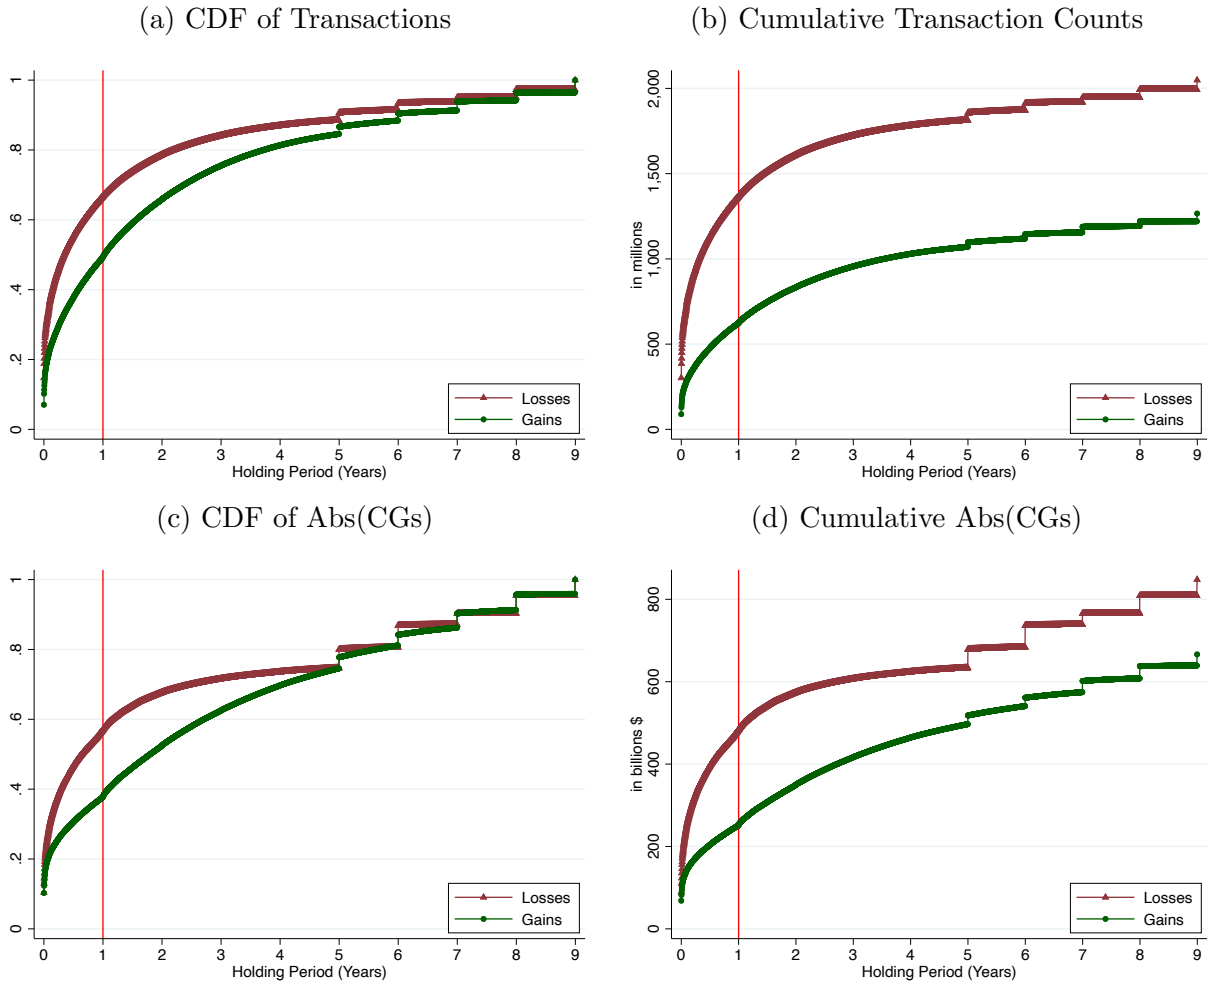 (a) CDF of Transactions
(b) Cumulative Transaction Counts
1
.8
.6
.4
.2
0
0 1 2 3 4 5 6 7 8 9
Holding Period (Years)
Losses
Gains
2,000
1,500
1,000
500
0
in millions
0 1 2 3 4 5 6 7 8 9
Holding Period (Years)
Losses
Gains
(c) CDF of Abs(CGs)
(d) Cumulative Abs(CGs)
1
.8
.6
.4
.2
0
0 1 2 3 4 5 6 7 8 9
Holding Period (Years)
Losses
Gains
800
600
400
200
0
in billions $
0 1 2 3 4 5 6 7 8 9
Holding Period (Years)
Losses
Gains